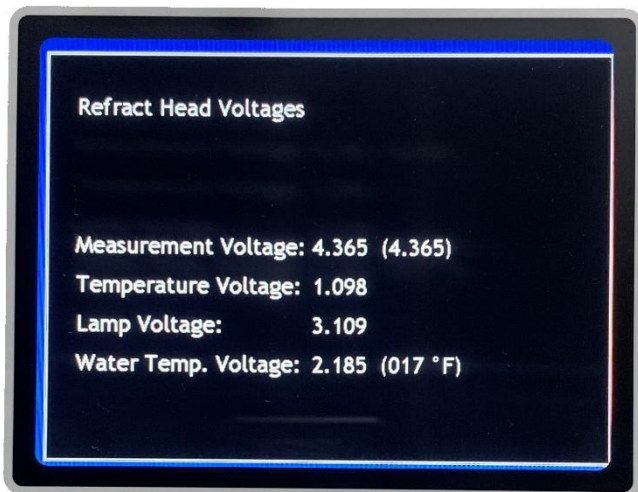 Refract Head Voltages
Measurement Voltage: 4.365 (4.365)
Temperature Voltage: 1.098
Lamp Voltage: 3.109
Water Temp. Voltage: 2.185 (017 °F)